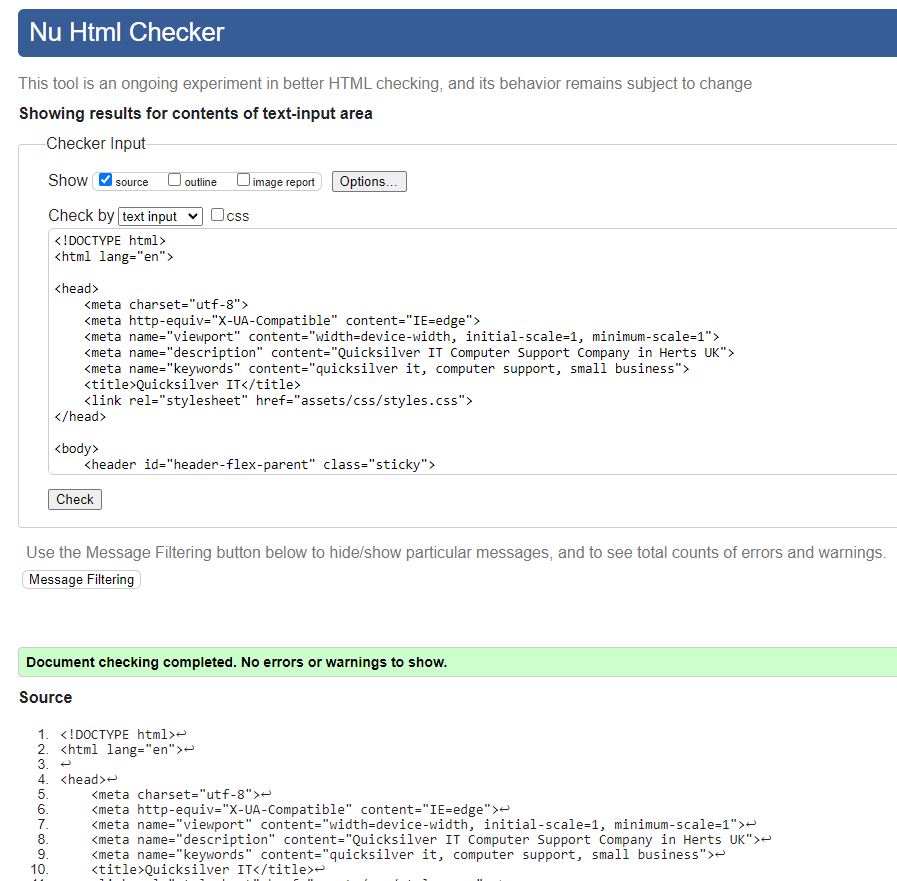 Nu Html Checker
This tool is an ongoing experiment in better HTML checking, and its behavior remains subject to change
Showing results for contents of text-input area
Checker Input
Show source outline image report Options...
Check by text input css
<!DOCTYPE html>
<html lang="en">
<head>
<meta charset="utf-8">
<meta http-equiv="X-UA-Compatible" content="IE=edge">
<meta name="viewport" content="width=device-width, initial-scale=1, minimum-scale=1">
<meta name="description" content="Quicksilver IT Computer Support Company in Herts UK">
<meta name="keywords" content="quicksilver it, computer support, small business">
<title>Quicksilver IT</title>
<link rel="stylesheet" href="assets/css/styles.css">
</head>
<body>
<header id="header-flex-parent" class="sticky">
Check
Use the Message Filtering button below to hide/show particular messages, and to see total counts of errors and warnings.
Message Filtering
Document checking completed. No errors or warnings to show.
Source
1. <!DOCTYPE html>↩
2. <html lang="en">↩
3. ↩
4. <head>↩
5. <meta charset="utf-8">↩
6. <meta http-equiv="X-UA-Compatible" content="IE=edge">↩
7. <meta name="viewport" content="width=device-width, initial-scale=1, minimum-scale=1">↩
8. <meta name="description" content="Quicksilver IT Computer Support Company in Herts UK">↩
9. <meta name="keywords" content="quicksilver it, computer support, small business">↩
10. <title>Quicksilver IT</title>↩